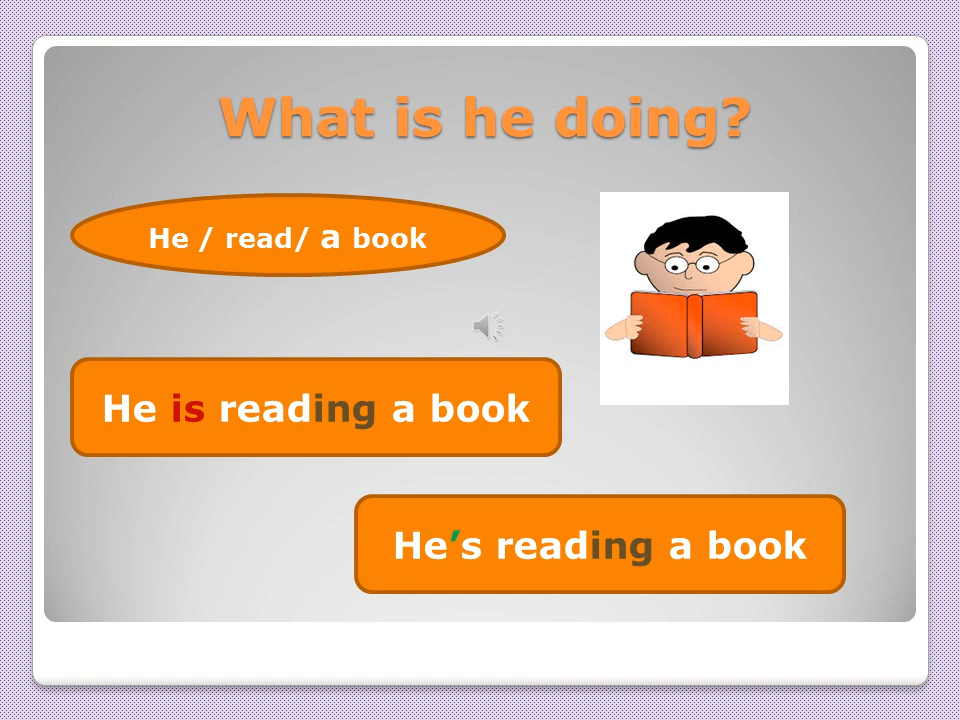 What is he doing?
He / read/ a book
He is reading a book
He’s reading a book